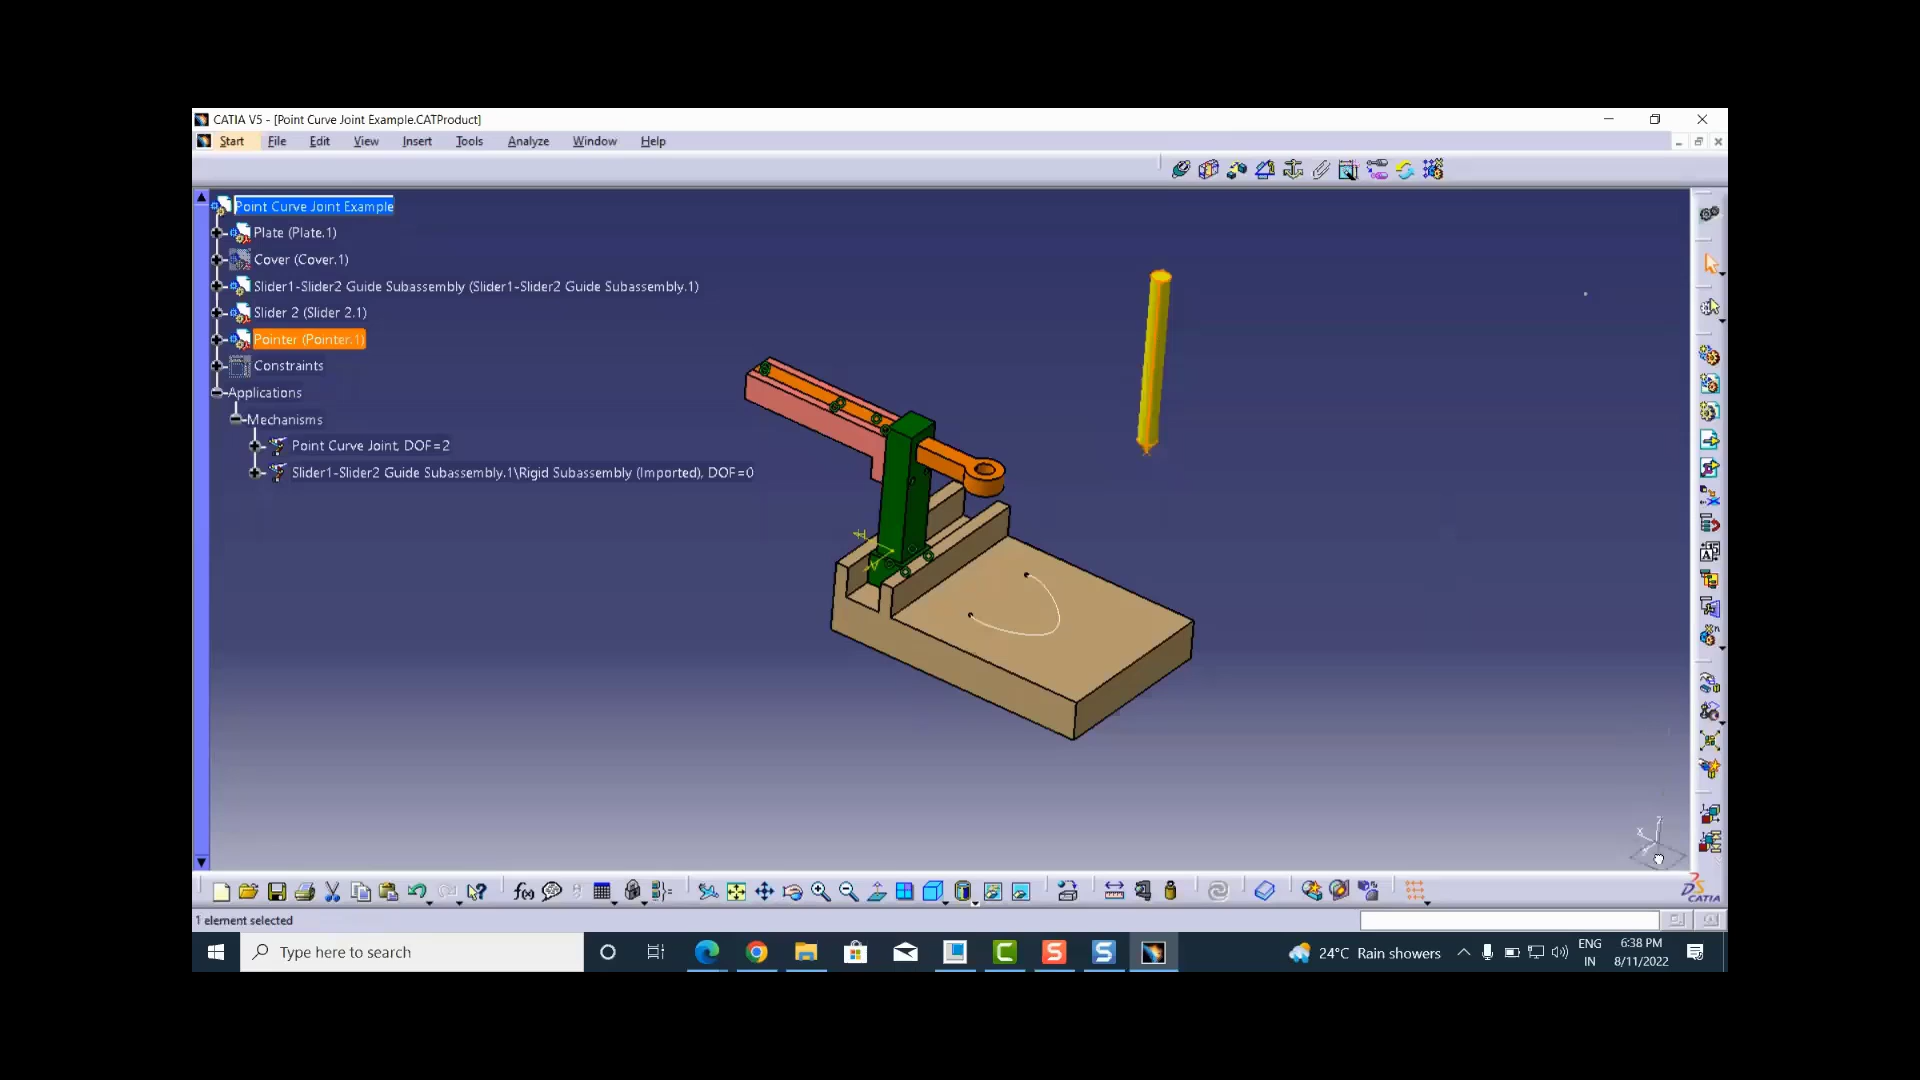 CATIA V5 - [Point Curve Joint Example.CATProduct]
Start File Edit View Insert Tools Analyze Window Help
Point Curve Joint Example
Plate (Plate.1)
Cover (Cover.1)
Slider1-Slider2 Guide Subassembly (Slider1-Slider2 Guide Subassembly.1)
Slider 2 (Slider 2.1)
Pointer (Pointer.1)
Constraints
Applications
Mechanisms
Point Curve Joint, DOF=2
Slider1-Slider2 Guide Subassembly.1\Rigid Subassembly (Imported), DOF=0
CATIA
1 element selected
Type here to search
24°C Rain showers
ENG
IN
6:38 PM
8/11/2022